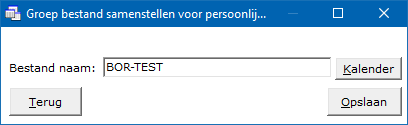 Groep bestand samenstellen voor persoonlij...
Bestand naam: BOR-TEST Kalender
Terug Opslaan